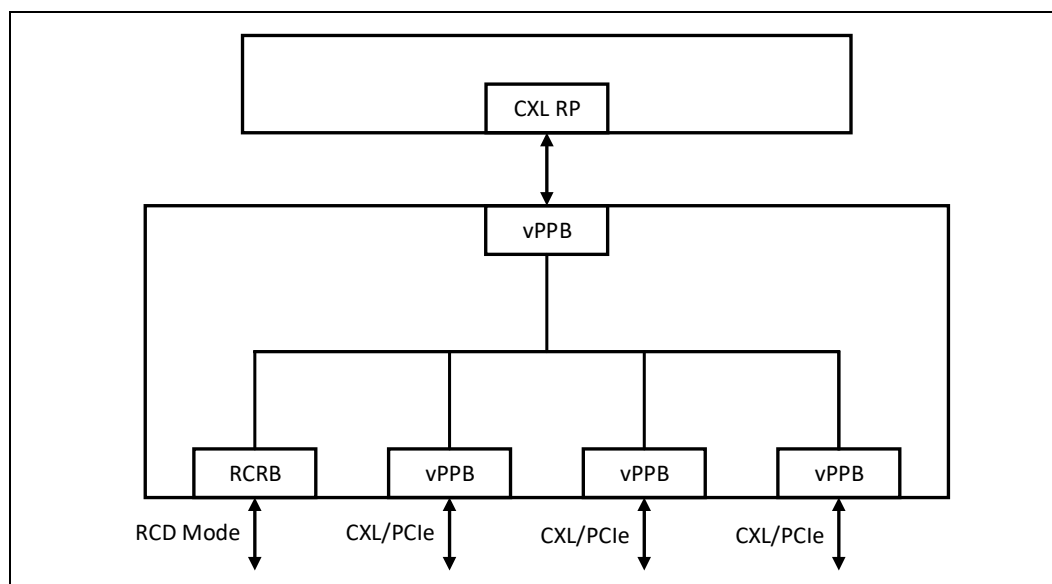 CXL RP
vPPB
RCRB
vPPB
vPPB
vPPB
RCD Mode
CXL/PCIe
CXL/PCIe
CXL/PCIe